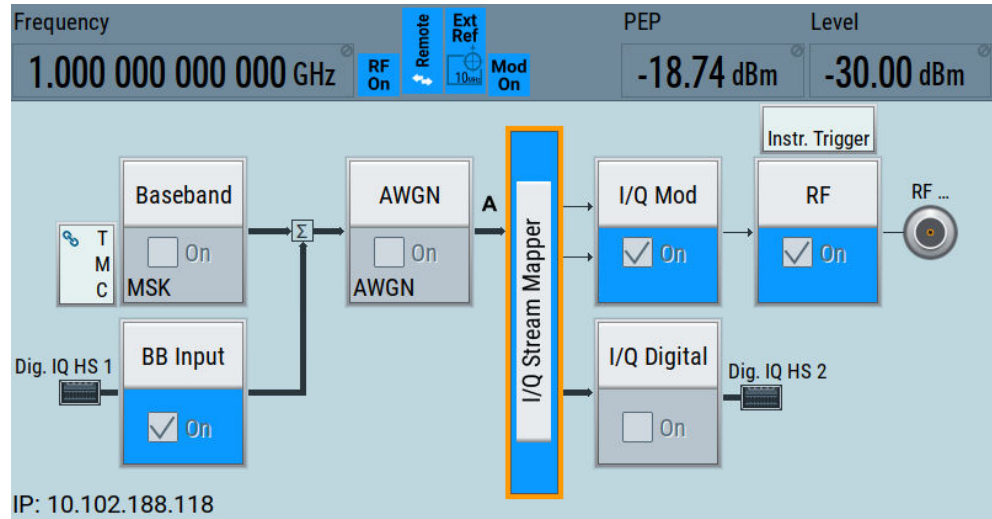 Frequency
1.000 000 000 000 GHz
RF
On
Remote
Ext
Ref
10MHz
Mod
On
PEP
-18.74 dBm
Level
-30.00 dBm
Instr. Trigger
Baseband
On
MSK
T
M
C
Σ
AWGN
On
AWGN
A
I/Q Stream Mapper
I/Q Mod
On
RF
On
RF ...
Dig. IQ HS 1
BB Input
On
I/Q Digital
On
Dig. IQ HS 2
IP: 10.102.188.118